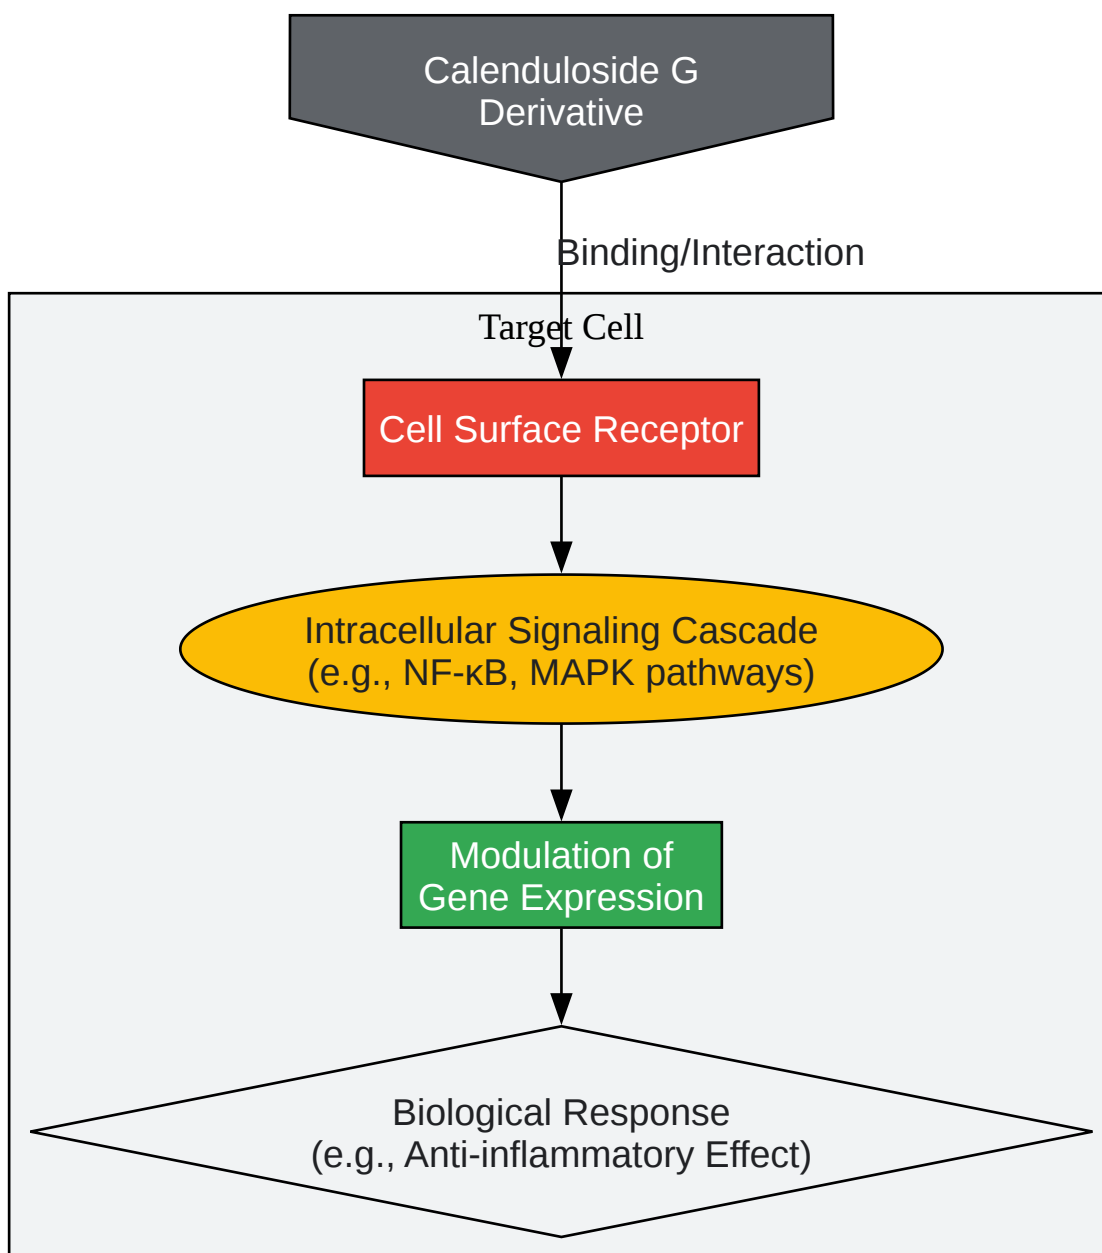 Calenduloside G
Derivative
Binding/Interaction
Target Cell
Cell Surface Receptor
Intracellular Signaling Cascade
(e.g., NF-κB, MAPK pathways)
Modulation of
Gene Expression
Biological Response
(e.g., Anti-inflammatory Effect)